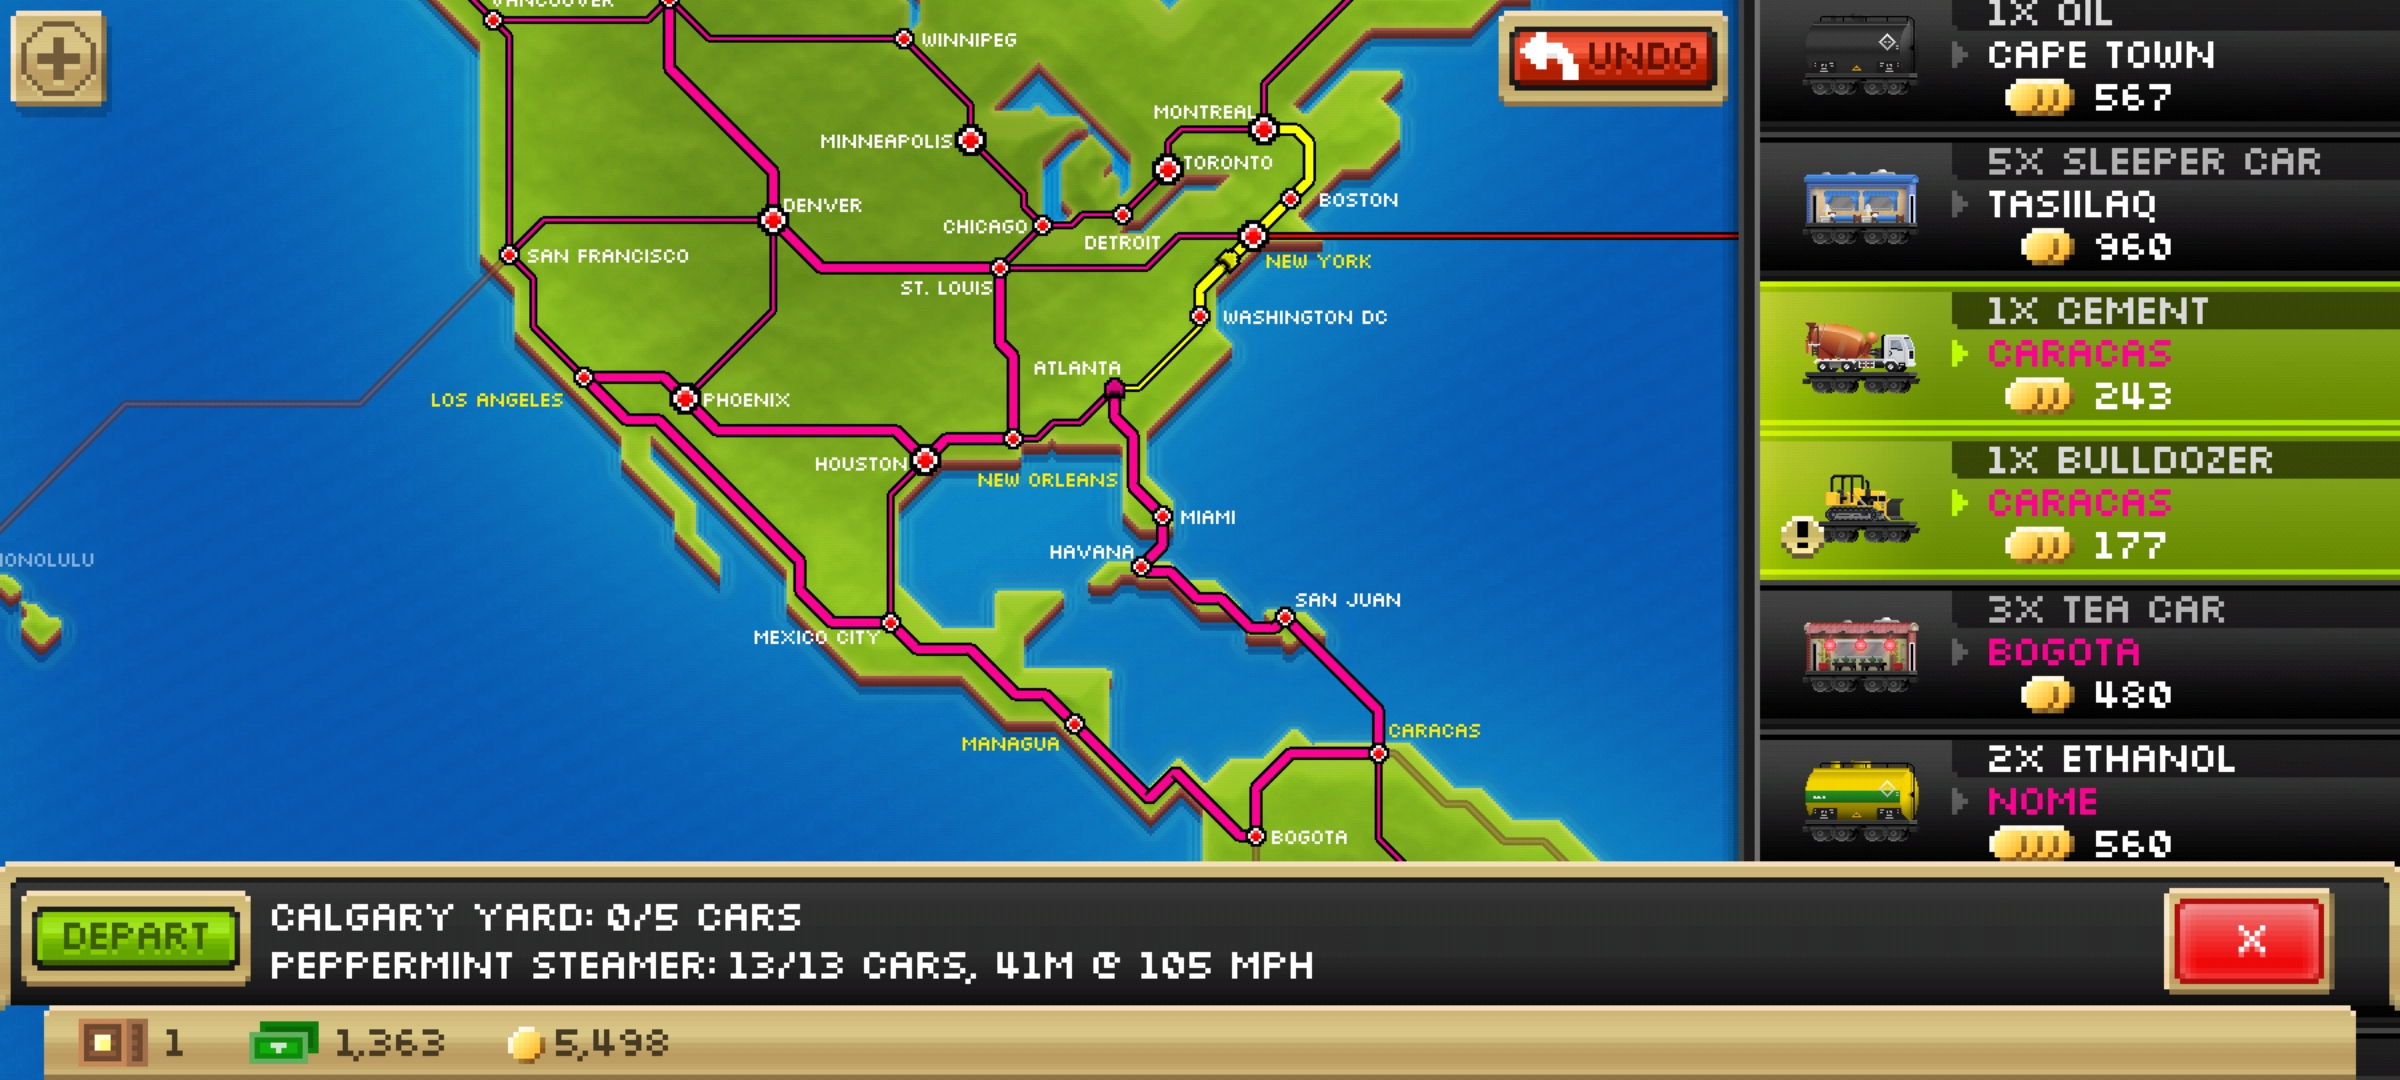 VANCOUVER
WINNIPEG
UNDO
MONTREAL
MINNEAPOLIS
TORONTO
DENVER
BOSTON
CHICAGO
DETROIT
SAN FRANCISCO
NEW YORK
ST. LOUIS
WASHINGTON DC
ATLANTA
LOS ANGELES
PHOENIX
HOUSTON
NEW ORLEANS
MIAMI
HAVANA
HONOLULU
SAN JUAN
MEXICO CITY
MANAGUA
CARACAS
BOGOTA
1X OIL
CAPE TOWN
567
5X SLEEPER CAR
TASIILAQ
960
1X CEMENT
CARACAS
243
1X BULLDOZER
CARACAS
177
3X TEA CAR
BOGOTA
480
2X ETHANOL
NOME
560
DEPART
CALGARY YARD: 0/5 CARS
PEPPERMINT STEAMER: 13/13 CARS, 41M @ 105 MPH
X
1
1,363
5,498